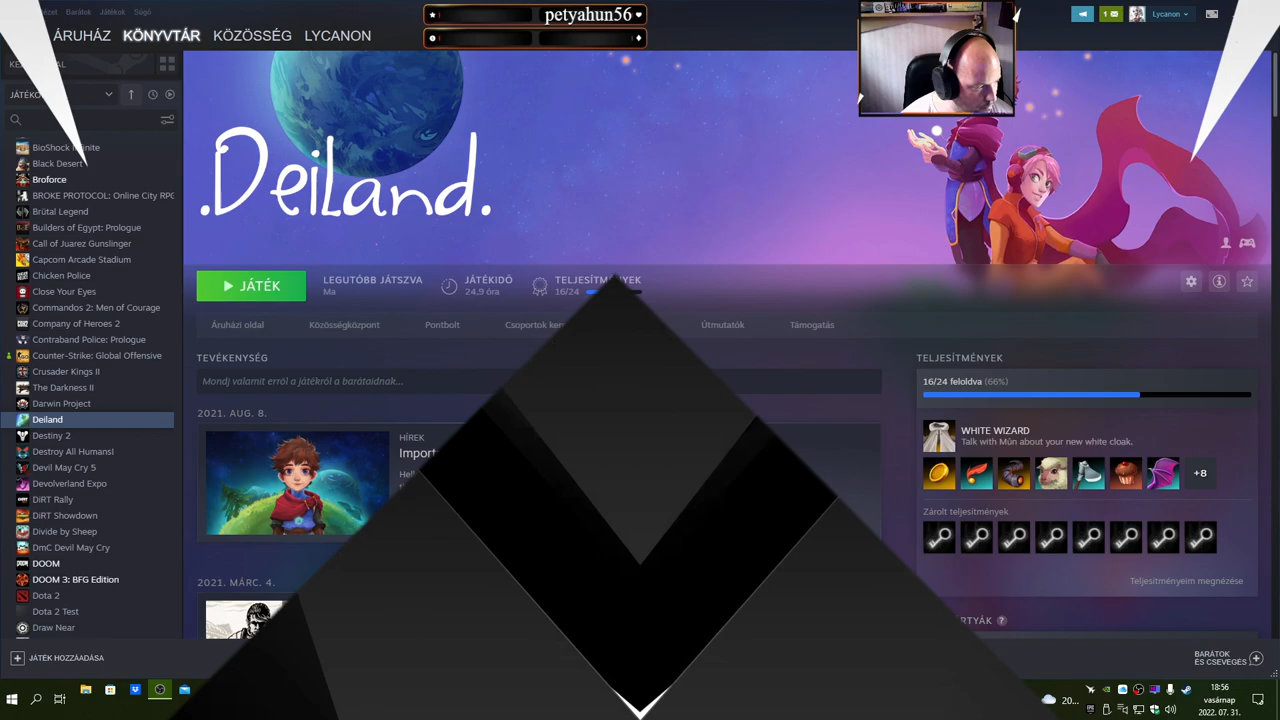 Barátok
Játékok
Súgó
petyahun56
Lycanon
ÁRUHÁZ
KÖNYVTÁR
KÖZÖSSÉG
LYCANON
BioShock Infinite
Black Desert
Broforce
BROKE PROTOCOL: Online City RPG
Brütal Legend
Builders of Egypt: Prologue
Call of Juarez Gunslinger
Capcom Arcade Stadium
Chicken Police
Close Your Eyes
Commandos 2: Men of Courage
Company of Heroes 2
Contraband Police: Prologue
Counter-Strike: Global Offensive
Crusader Kings II
The Darkness II
Darwin Project
Deiland
Destiny 2
Destroy All Humans!
Devil May Cry 5
Devolverland Expo
DiRT Rally
DiRT Showdown
Divide by Sheep
DmC Devil May Cry
DOOM
DOOM 3: BFG Edition
Dota 2
Dota 2 Test
Draw Near
JÁTÉK HOZZÁADÁSA
.DeiLand.
JÁTÉK
LEGUTÓBB JÁTSZVA
Ma
JÁTÉKIDŐ
24,9 óra
TELJESÍTMÉNYEK
16/24
Áruházi oldal
Közösségközpont
Pontbolt
Csoportok
Útmutatók
Támogatás
TEVÉKENYSÉG
Mondj valamit erről a játékról a barátaidnak...
2021. AUG. 8.
HÍREK
Import
2021. MÁRC. 4.
TELJESÍTMÉNYEK
16/24 feloldva (66%)
WHITE WIZARD
Talk with Mûn about your new white cloak.
+8
Zárolt teljesítmények
Teljesítményeim megnézése
BARÁTOK
ÉS CSEVEGÉS
20...
18:56
vasárnap
2022. 07. 31.